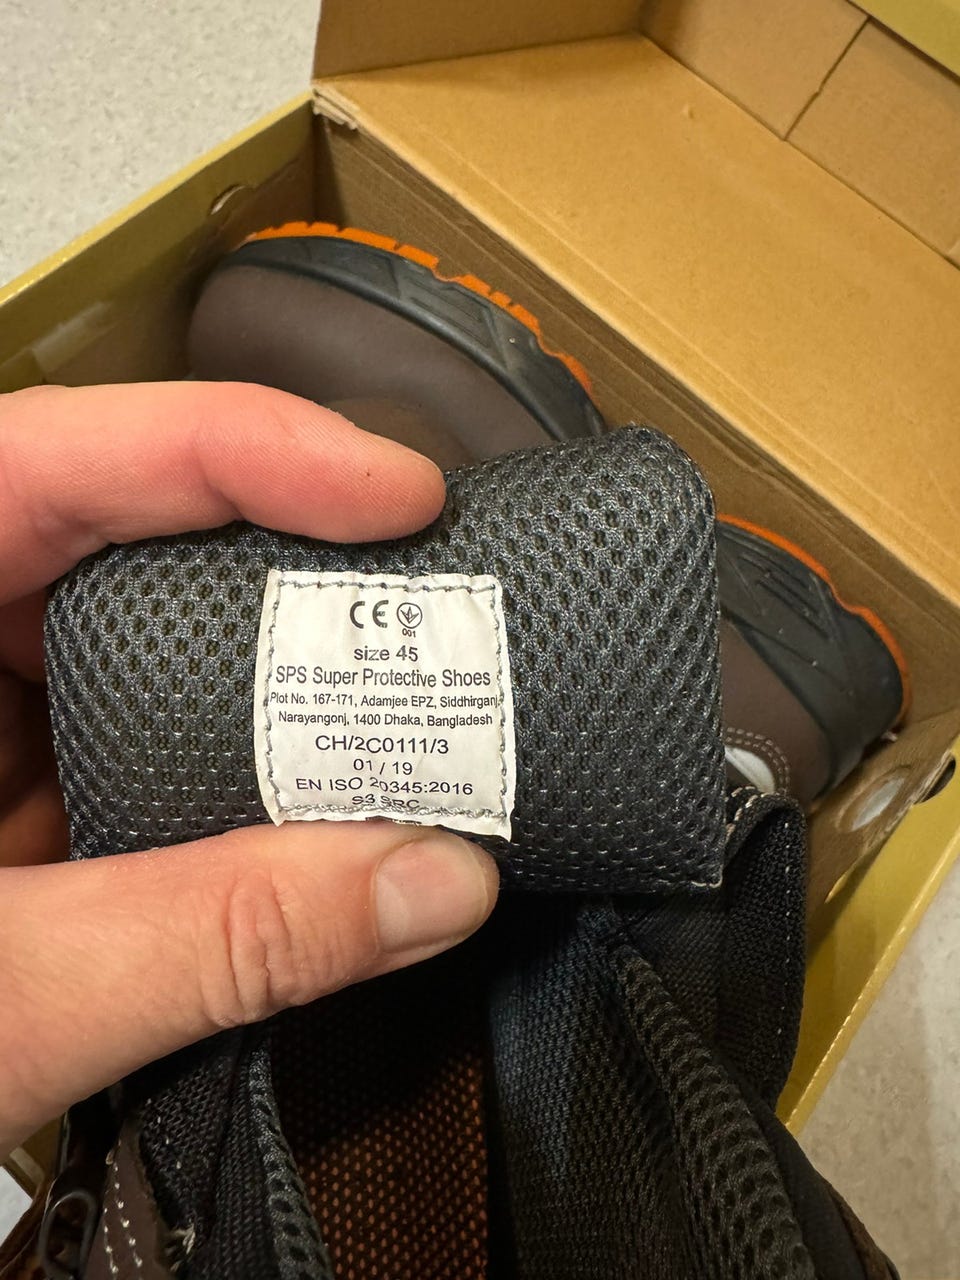 CE
001
size 45
SPS Super Protective Shoes
Plot No. 167-171, Adamjee EPZ, Siddhirganj,
Narayangonj, 1400 Dhaka, Bangladesh
CH/2C0111/3
01 / 19
EN ISO 20345:2016
S3 SRC